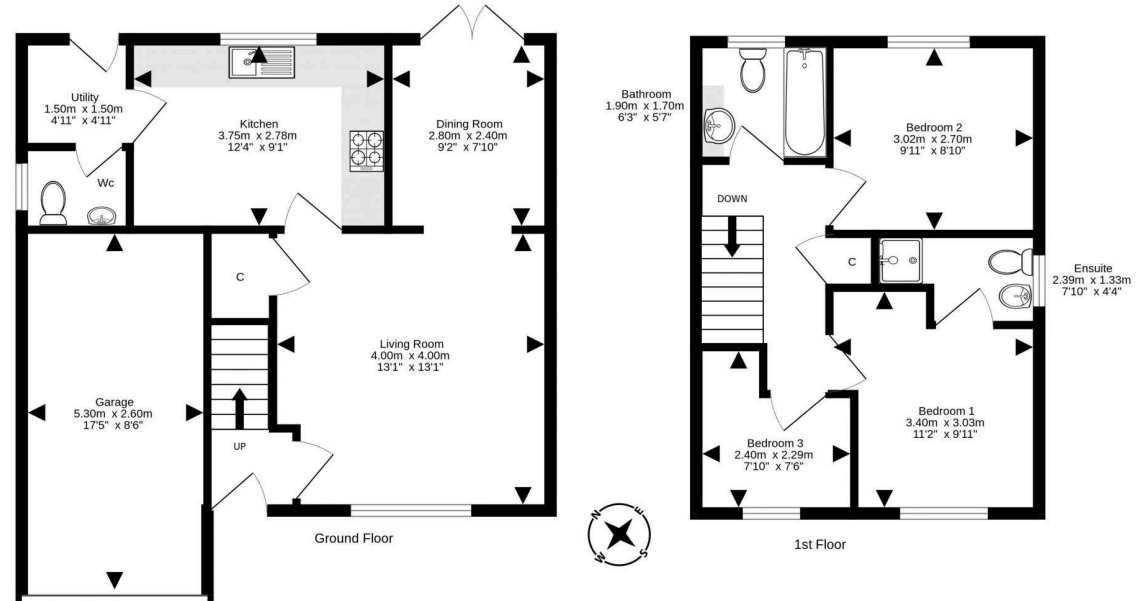 Utility
1.50m x 1.50m
4'11" x 4'11"
Kitchen
3.75m x 2.78m
12'4" x 9'1"
Dining Room
2.80m x 2.40m
9'2" x 7'10"
Wc
C
Living Room
4.00m x 4.00m
13'1" x 13'1"
Garage
5.30m x 2.60m
17'5" x 8'6"
UP
Ground Floor
N
E
S
W
Bathroom
1.90m x 1.70m
6'3" x 5'7"
Bedroom 2
3.02m x 2.70m
9'11" x 8'10"
DOWN
C
Ensuite
2.39m x 1.33m
7'10" x 4'4"
Bedroom 1
3.40m x 3.03m
11'2" x 9'11"
Bedroom 3
2.40m x 2.29m
7'10" x 7'6"
1st Floor